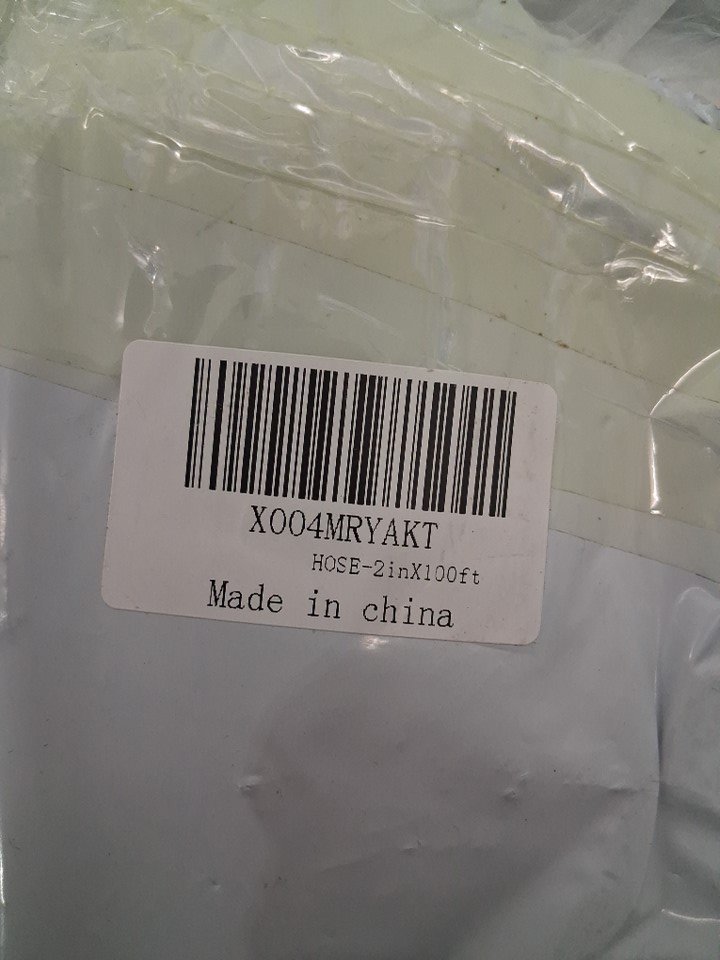 X004MRYAKT
HOSE-2inX100ft
Made in china